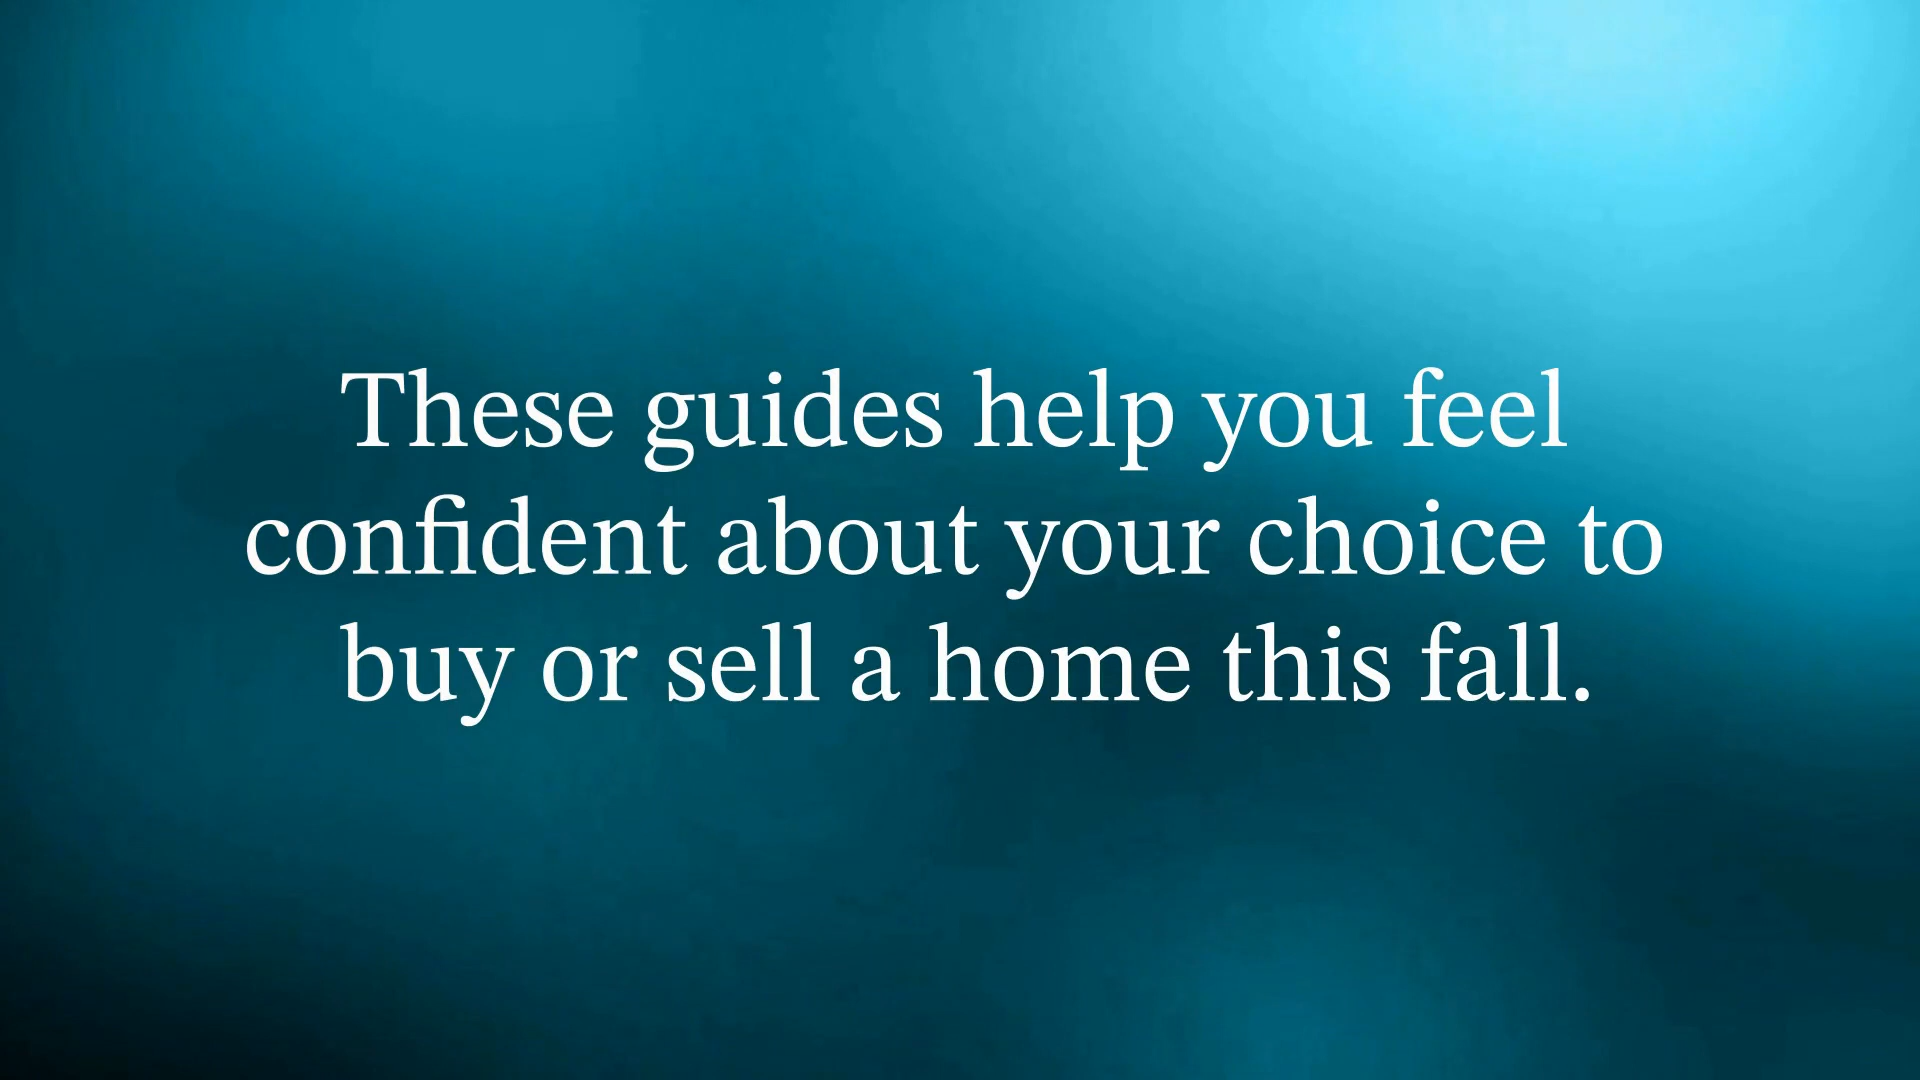 These guides help you feel
confident about your choice to
buy or sell a home this fall.